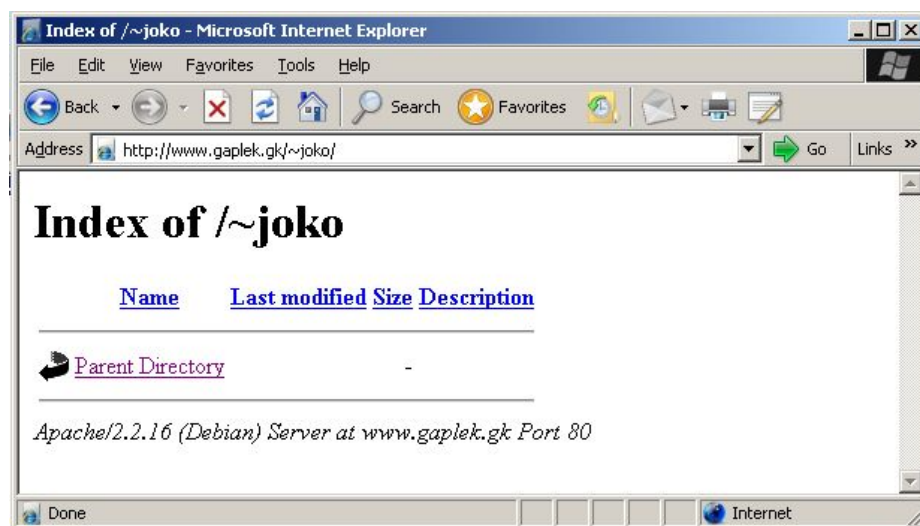 Index of /~joko - Microsoft Internet Explorer
File Edit View Favorites Tools Help
Back Search Favorites
Address http://www.gaplek.gk/~joko/ Go Links »
Index of /~joko
Name Last modified Size Description
Parent Directory -
Apache/2.2.16 (Debian) Server at www.gaplek.gk Port 80
Done Internet